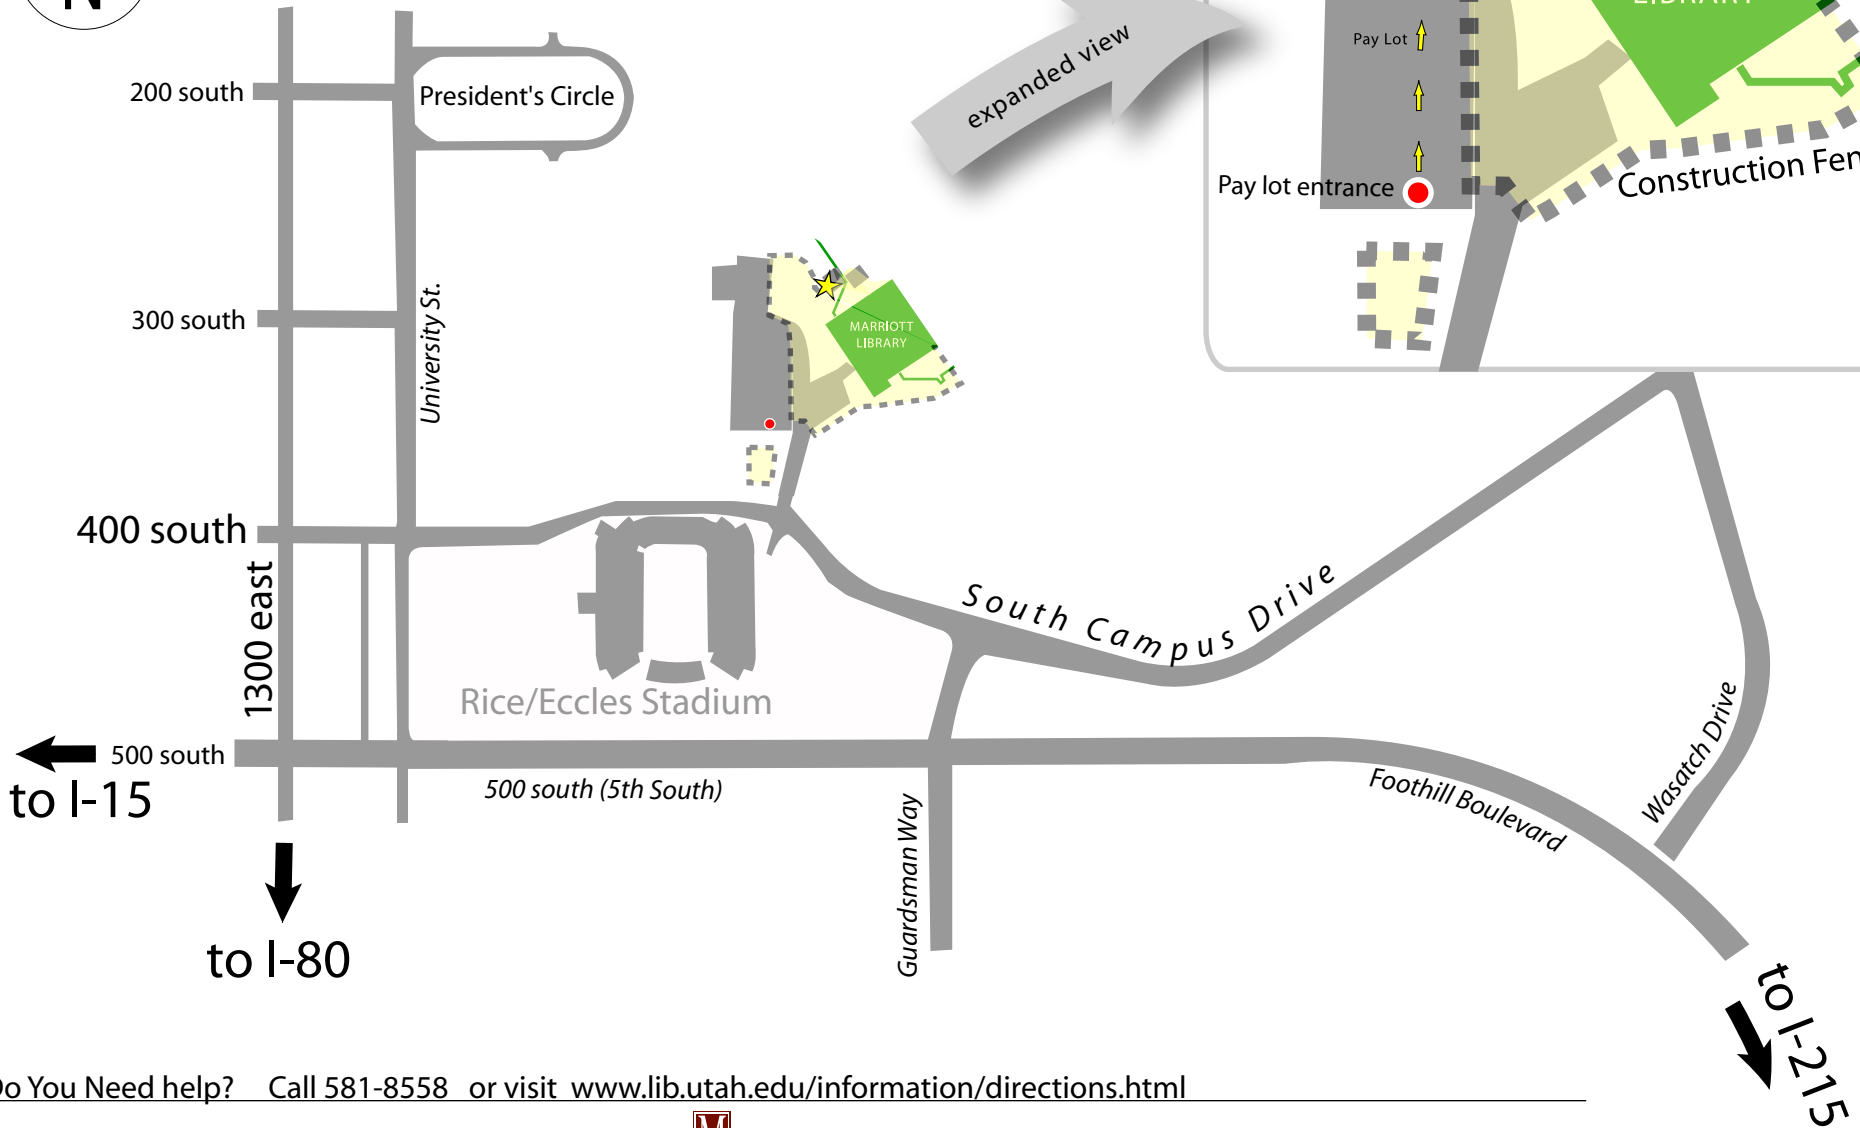 N
LIBRARY
Pay Lot
expanded view
200 south
President's Circle
Pay lot entrance
Construction Fen
300 south
University St.
MARRIOTT
LIBRARY
400 south
1300 east
South Campus Drive
Rice/Eccles Stadium
500 south
to I-15
500 south (5th South)
Foothill Boulevard
Wasatch Drive
Guardsman Way
to I-80
to I-215
Do You Need help? Call 581-8558 or visit www.lib.utah.edu/information/directions.html
M